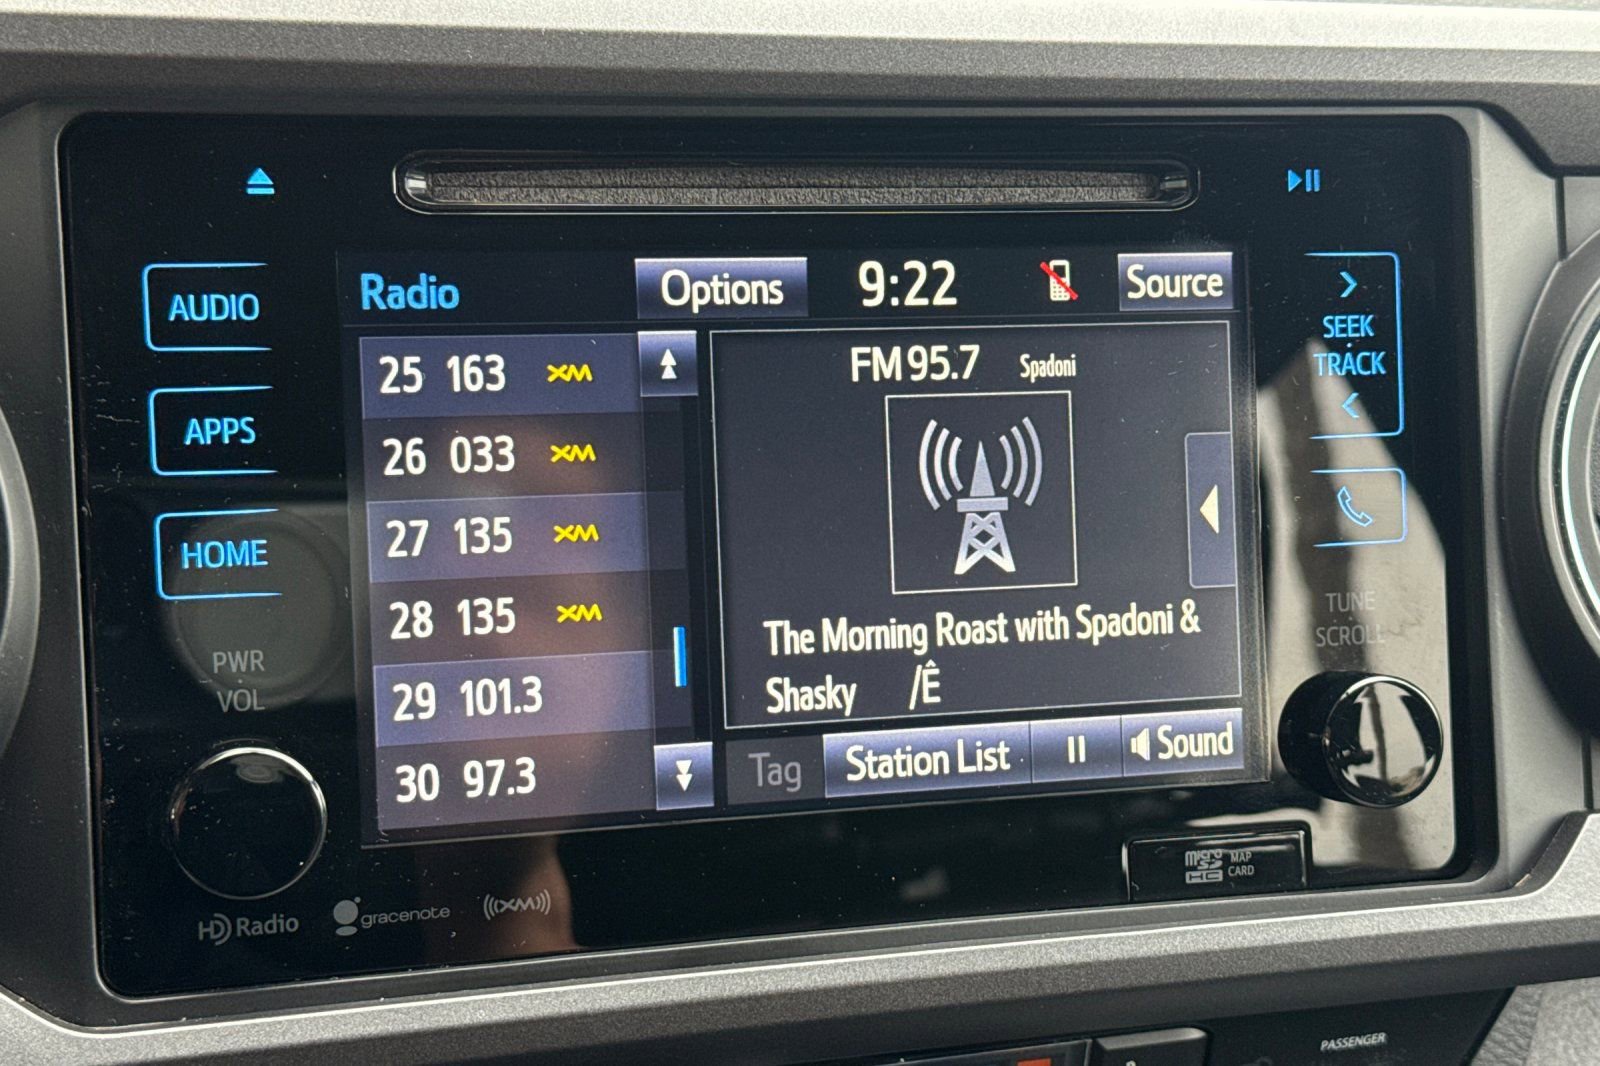 Radio
Options
9:22
Source
AUDIO
APPS
HOME
PWR
VOL
25 163 XM
26 033 XM
27 135 XM
28 135 XM
29 101.3
30 97.3
FM 95.7 Spadoni
The Morning Roast with Spadoni &
Shasky /Ê
Tag
Station List
Sound
SEEK
TRACK
TUNE
SCROLL
HD Radio
gracenote
XM
micro SD HC
MAP
CARD
PASSENGER